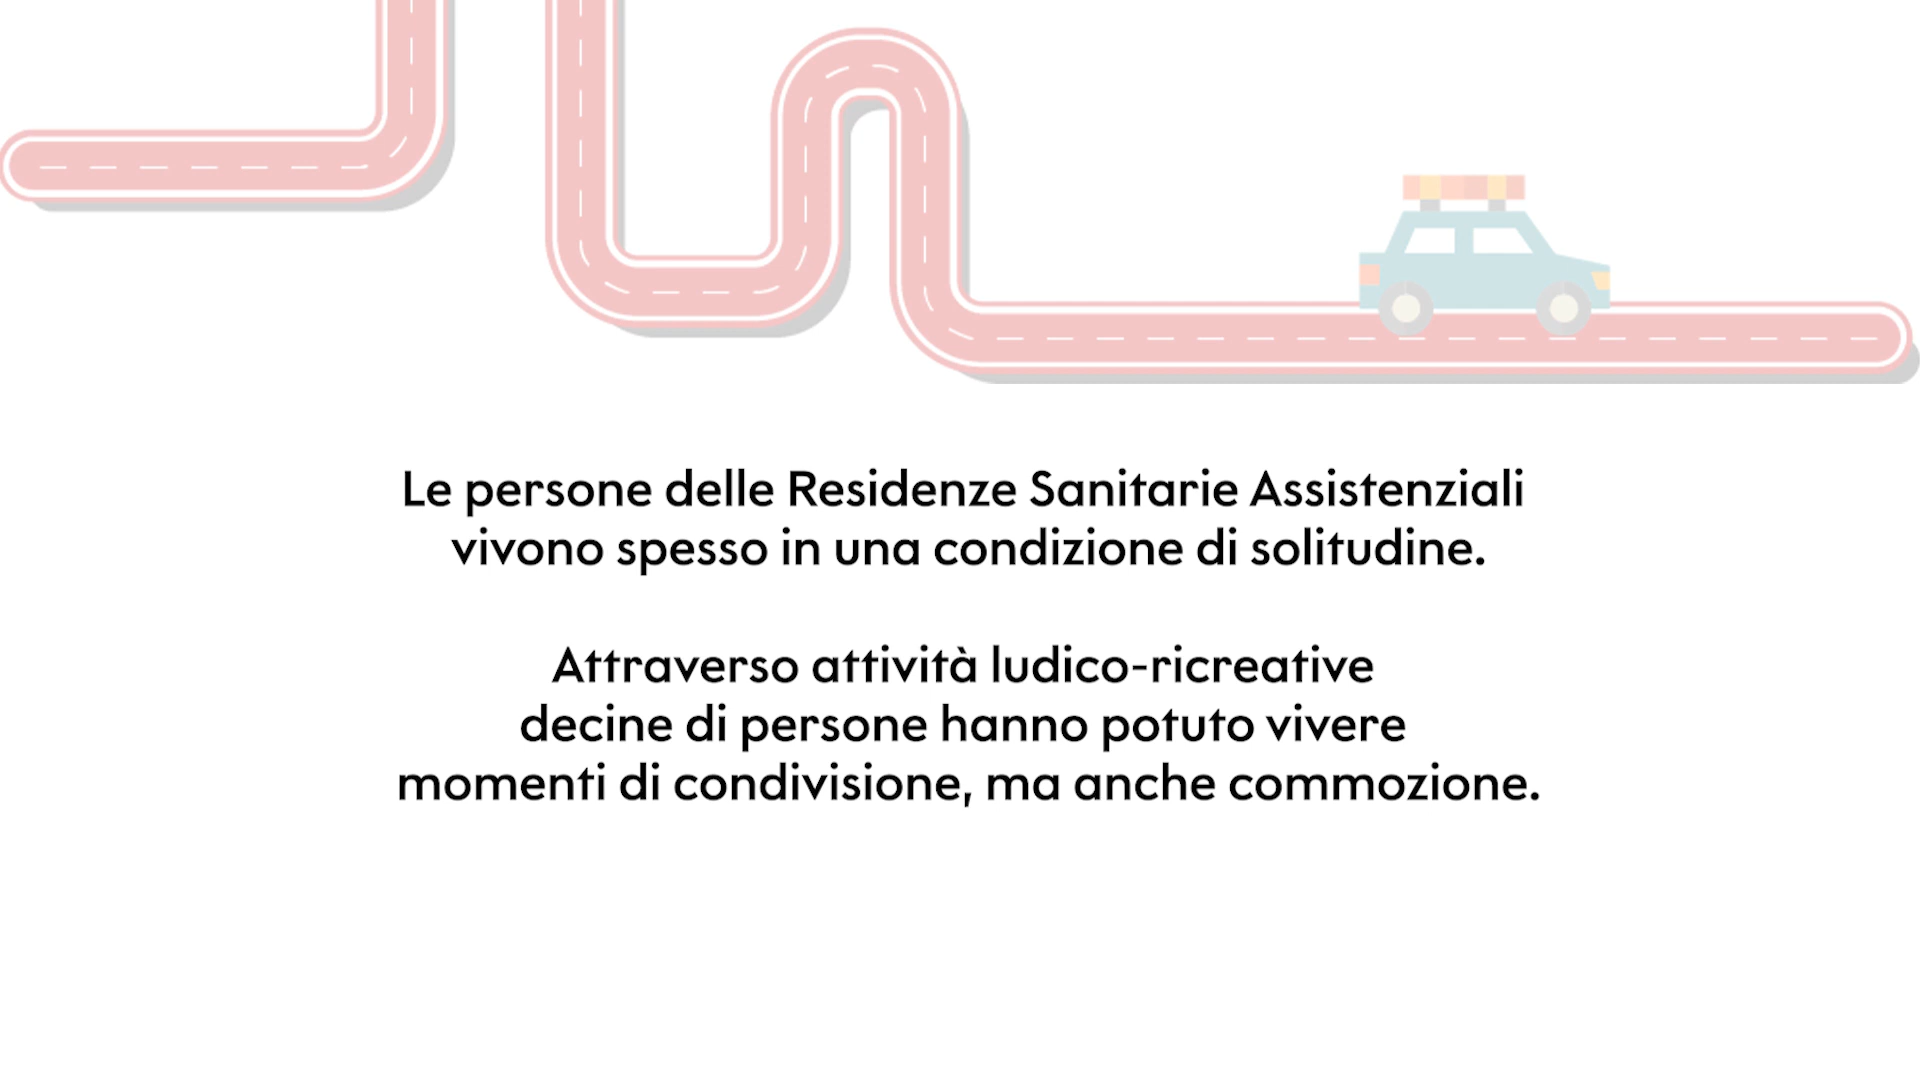 Le persone delle Residenze Sanitarie Assistenziali
vivono spesso in una condizione di solitudine.
Attraverso attività ludico-ricreative
decine di persone hanno potuto vivere
momenti di condivisione, ma anche commozione.